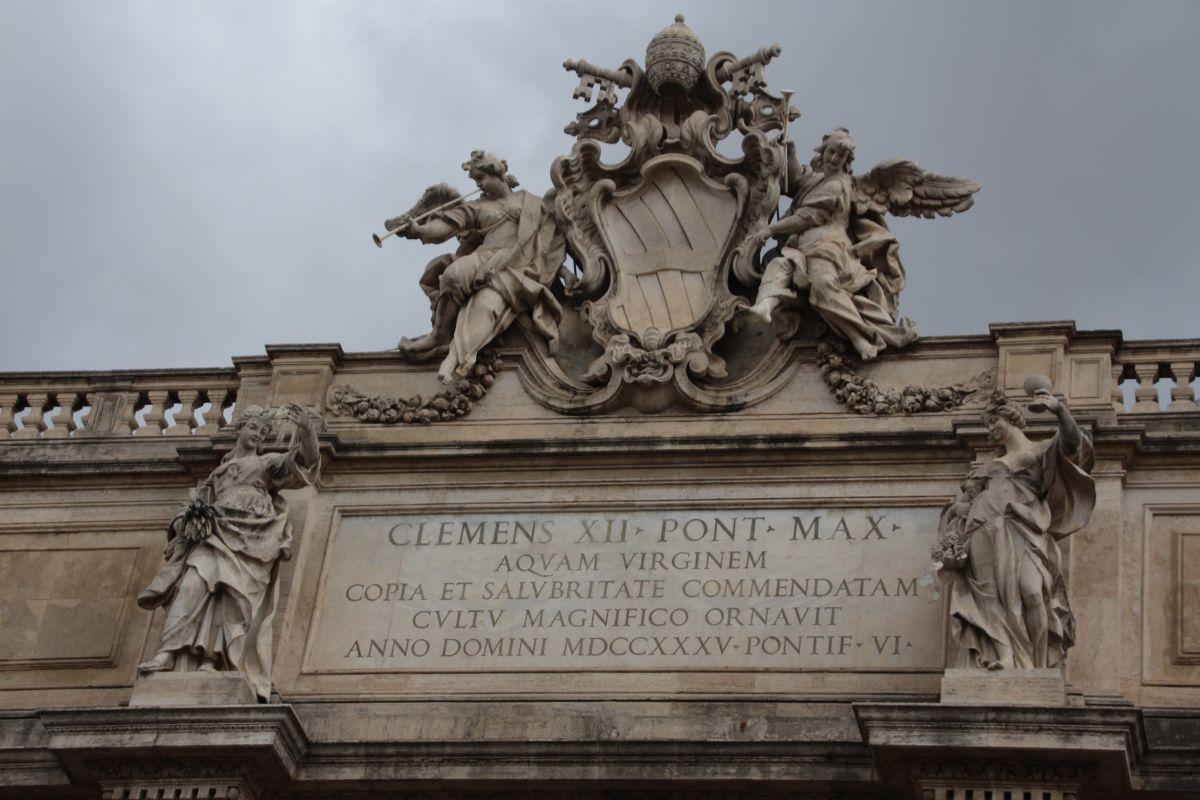 CLEMENS XII · PONT · MAX ·
AQVAM VIRGINEM
COPIA ET SALVBRITATE COMMENDATAM
CVLTV MAGNIFICO ORNAVIT
ANNO DOMINI MDCCXXXV · PONTIF · VI ·